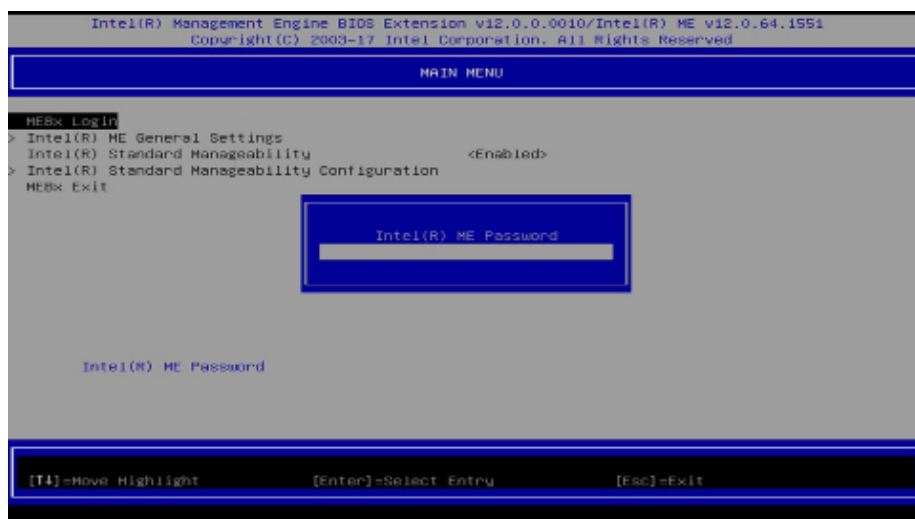 Intel(R) Management Engine BIOS Extension v12.0.0.0010/Intel(R) ME v12.0.64.1551
Copyright(C) 2003-17 Intel Corporation. All Rights Reserved
MAIN MENU
MEBx Login
> Intel(R) ME General Settings
Intel(R) Standard Manageability <Enabled>
> Intel(R) Standard Manageability Configuration
MEBx Exit
Intel(R) ME Password
Intel(R) ME Password
[↑↓]=Move Highlight [Enter]=Select Entry [Esc]=Exit